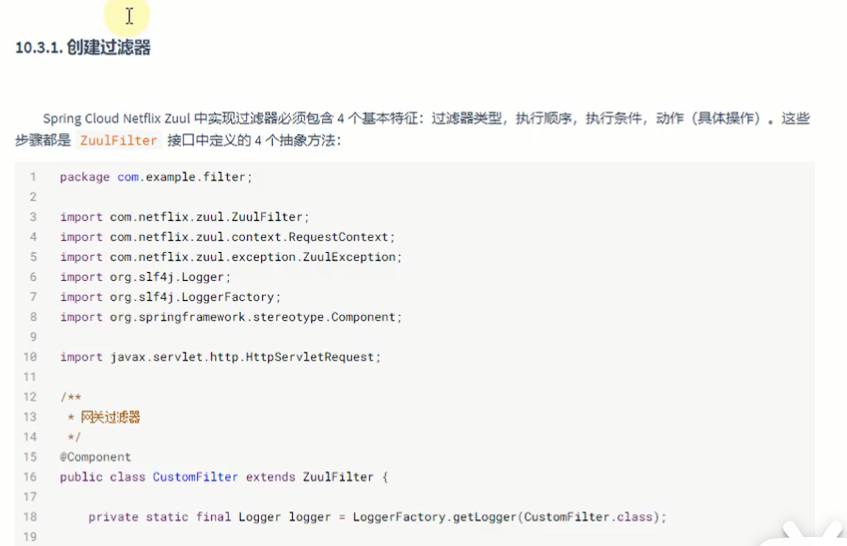 10.3.1. 创建过滤器
Spring Cloud Netflix Zuul 中实现过滤器必须包含 4 个基本特征：过滤器类型，执行顺序，执行条件，动作（具体操作）。这些
步骤都是 ZuulFilter 接口中定义的 4 个抽象方法：
1 package com.example.filter;
2
3 import com.netflix.zuul.ZuulFilter;
4 import com.netflix.zuul.context.RequestContext;
5 import com.netflix.zuul.exception.ZuulException;
6 import org.slf4j.Logger;
7 import org.slf4j.LoggerFactory;
8 import org.springframework.stereotype.Component;
9
10 import javax.servlet.http.HttpServletRequest;
11
12 /**
13 * 网关过滤器
14 */
15 @Component
16 public class CustomFilter extends ZuulFilter {
17
18 private static final Logger logger = LoggerFactory.getLogger(CustomFilter.class);
19